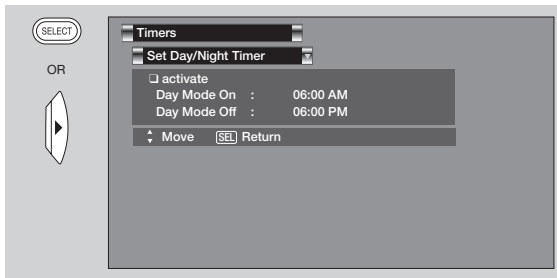 SELECT
OR
Timers
Set Day/Night Timer
❏ activate
Day Mode On : 06:00 AM
Day Mode Off : 06:00 PM
Move SEL Return